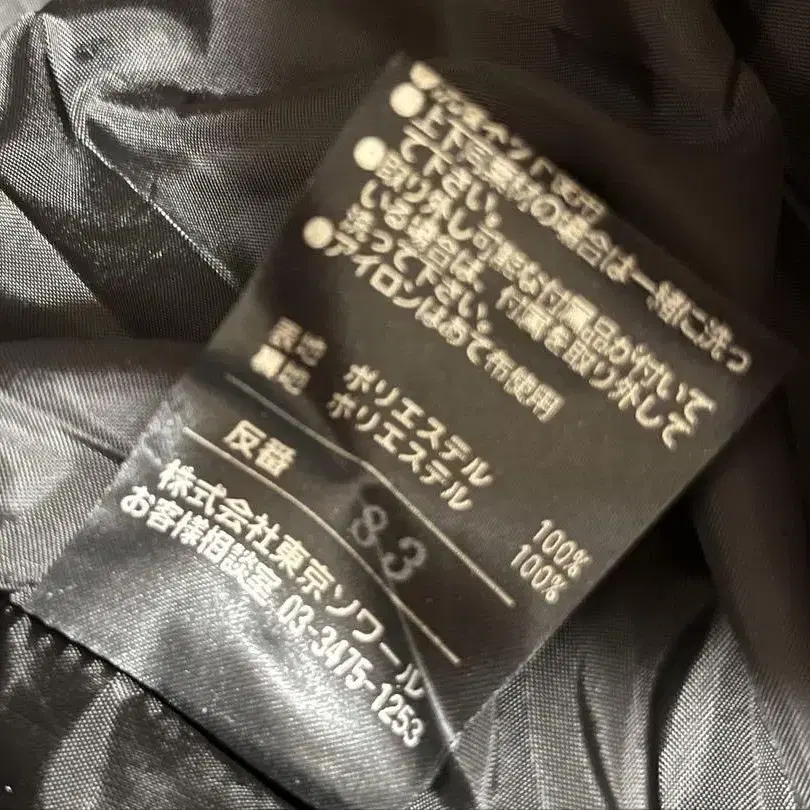 ●上下同素材の場合は一緒に洗っ
て下さい。
●取り外し可能な付属品が付いて
いる場合は、付属を取り外して
洗って下さい。
●アイロンはあて布使用
表地 ポリエステル 100%
裏地 ポリエステル 100%
反番 83
株式会社東京ソワール
お客様相談室 03-3475-1253